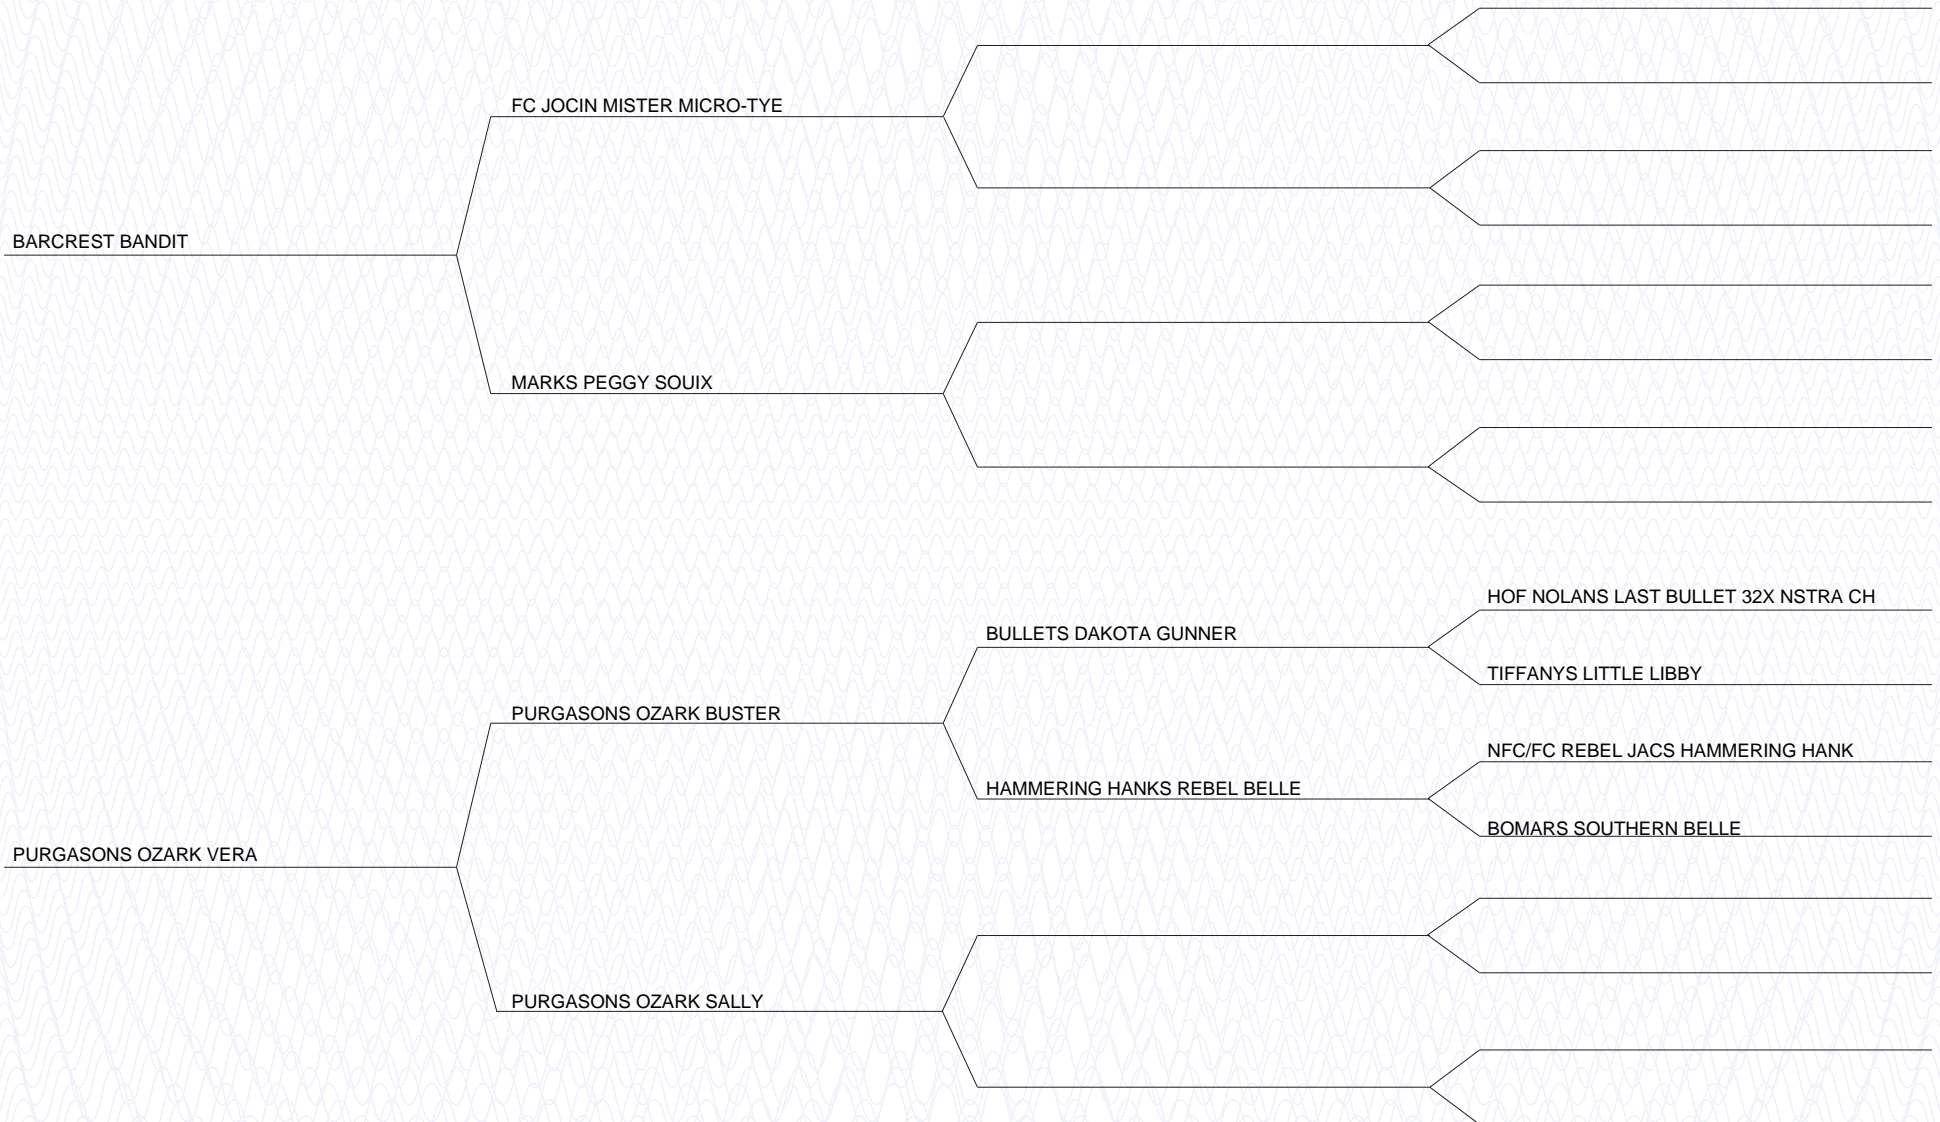 FC JOCIN MISTER MICRO-TYE
BARCREST BANDIT
MARKS PEGGY SOUIX
HOF NOLANS LAST BULLET 32X NSTRA CH
BULLETS DAKOTA GUNNER
TIFFANYS LITTLE LIBBY
PURGASONS OZARK BUSTER
NFC/FC REBEL JACS HAMMERING HANK
HAMMERING HANKS REBEL BELLE
BOMARS SOUTHERN BELLE
PURGASONS OZARK VERA
PURGASONS OZARK SALLY